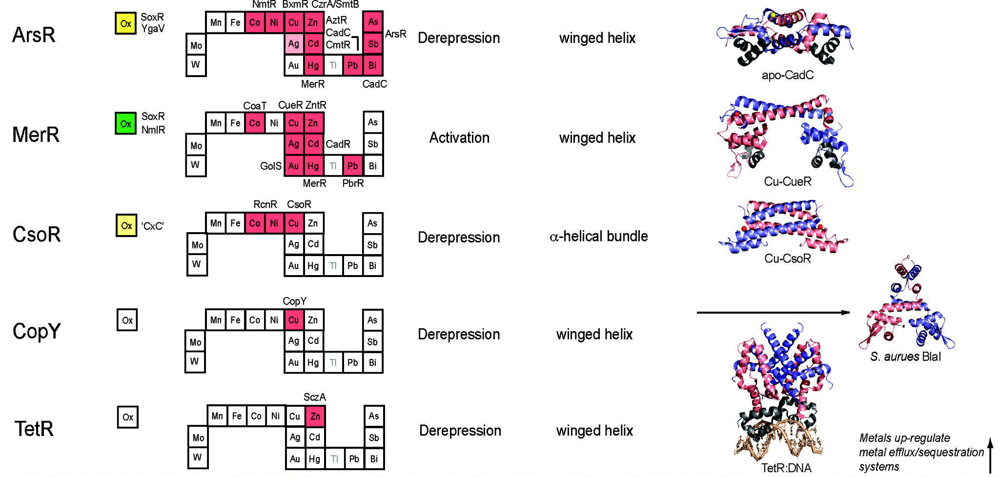 NmtR BxmR CzrA/SmtB
ArsR
Ox
SoxR
YgaV
Mn Fe Co Ni Cu Zn
AztR
CadC
CmtR
As
Mo
Ag Cd
Sb
ArsR
W
Au Hg Tl Pb Bi
MerR CadC
Derepression
winged helix
apo-CadC
MerR
Ox
SoxR
NmlR
CoaT CueR ZntR
Mn Fe Co Ni Cu Zn As
Mo Ag Cd CadR Sb
W GolS Au Hg Tl Pb Bi
MerR PbrR
Activation
winged helix
Cu-CueR
CsoR
Ox
‘CxC’
RcnR CsoR
Mn Fe Co Ni Cu Zn As
Mo Ag Cd Sb
W Au Hg Tl Pb Bi
Derepression
α-helical bundle
Cu-CsoR
CopY
Ox
CopY
Mn Fe Co Ni Cu Zn As
Mo Ag Cd Sb
W Au Hg Tl Pb Bi
Derepression
winged helix
C
N
S. aurues BlaI
TetR
Ox
SczA
Mn Fe Co Ni Cu Zn As
Mo Ag Cd Sb
W Au Hg Tl Pb Bi
Derepression
winged helix
TetR:DNA
Metals up-regulate
metal efflux/sequestration
systems